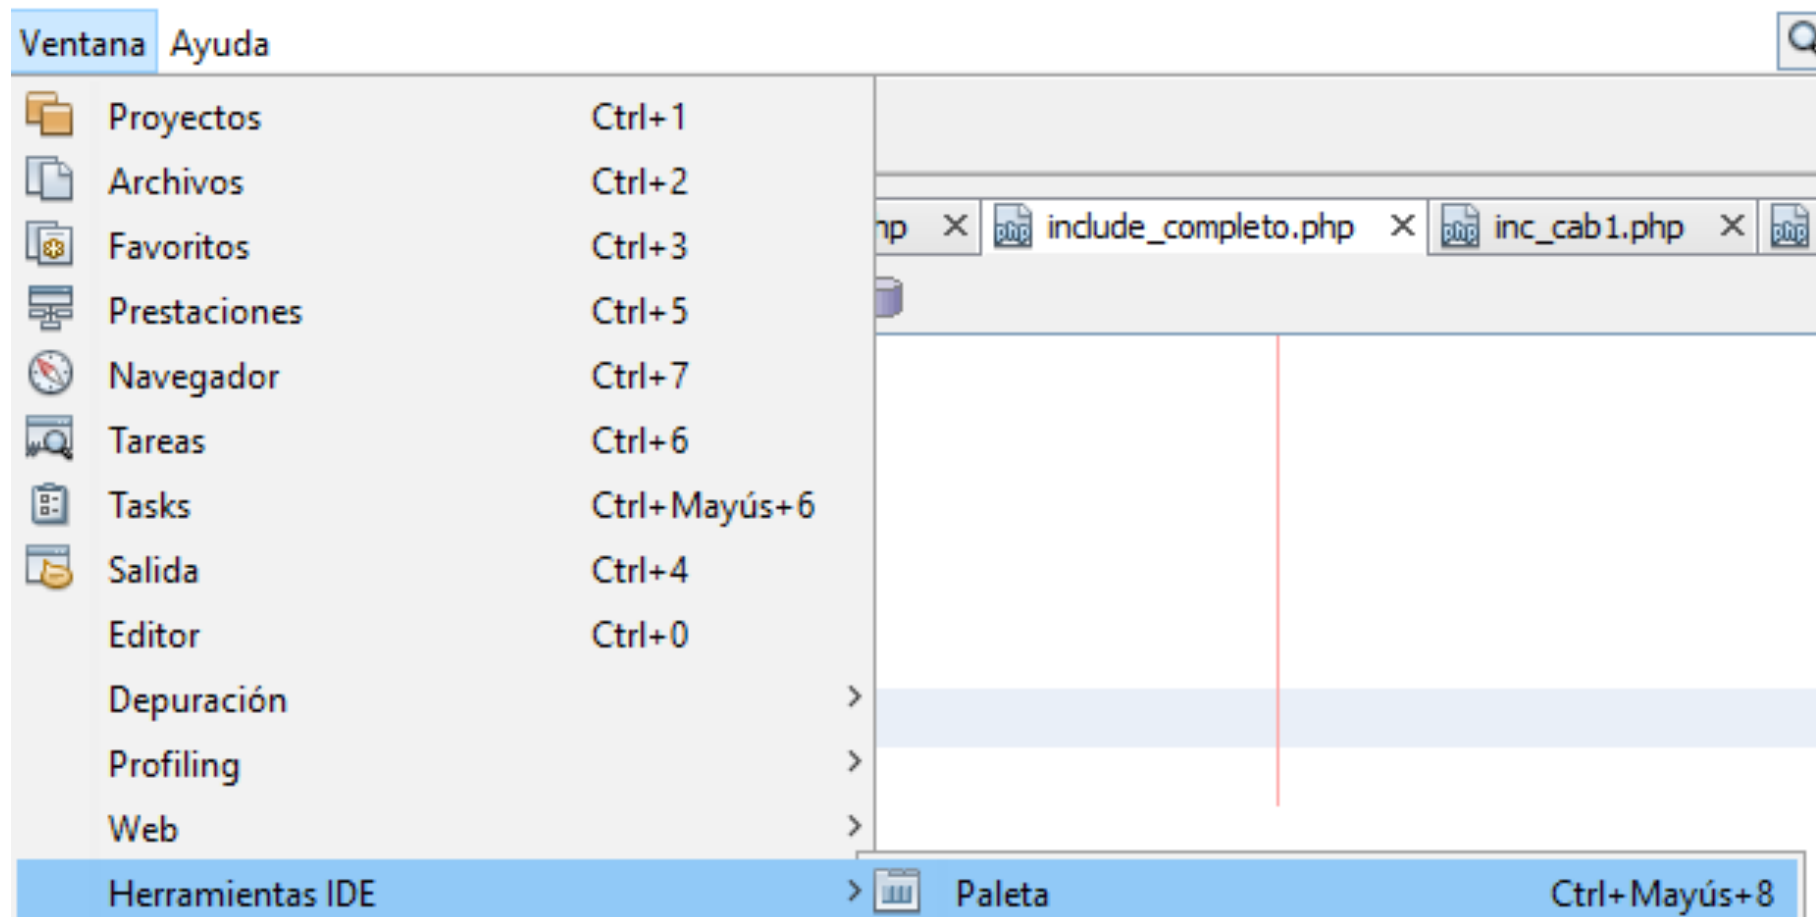 Ventana Ayuda
Proyectos Ctrl+1
Archivos Ctrl+2
include_completo.php inc_cab1.php
Favoritos Ctrl+3
Prestaciones Ctrl+5
Navegador Ctrl+7
Tareas Ctrl+6
Tasks Ctrl+Mayús+6
Salida Ctrl+4
Editor Ctrl+0
Depuración
Profiling
Web
Herramientas IDE Paleta Ctrl+Mayús+8